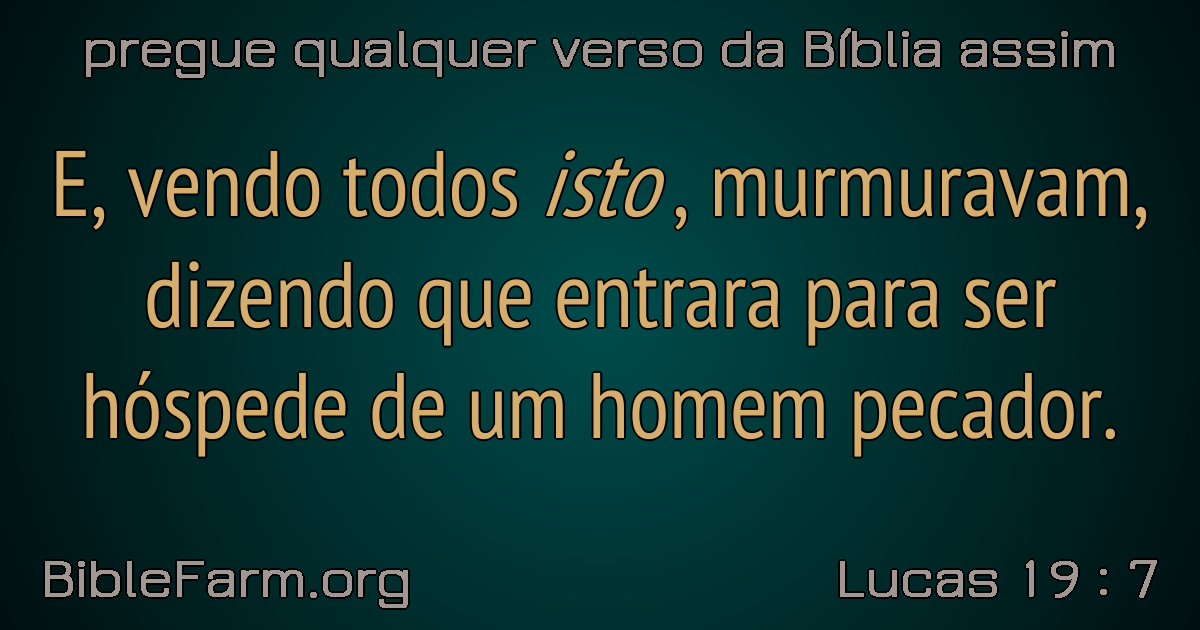 pregue qualquer verso da Bíblia assim
E, vendo todos isto, murmuravam,
dizendo que entrara para ser
hóspede de um homem pecador.
BibleFarm.org
Lucas 19 : 7